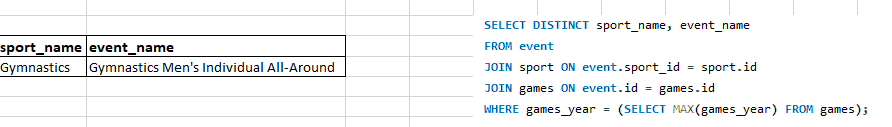 sport_name event_name
Gymnastics Gymnastics Men's Individual All-Around
SELECT DISTINCT sport_name, event_name
FROM event
JOIN sport ON event.sport_id = sport.id
JOIN games ON event.id = games.id
WHERE games_year = (SELECT MAX(games_year) FROM games);